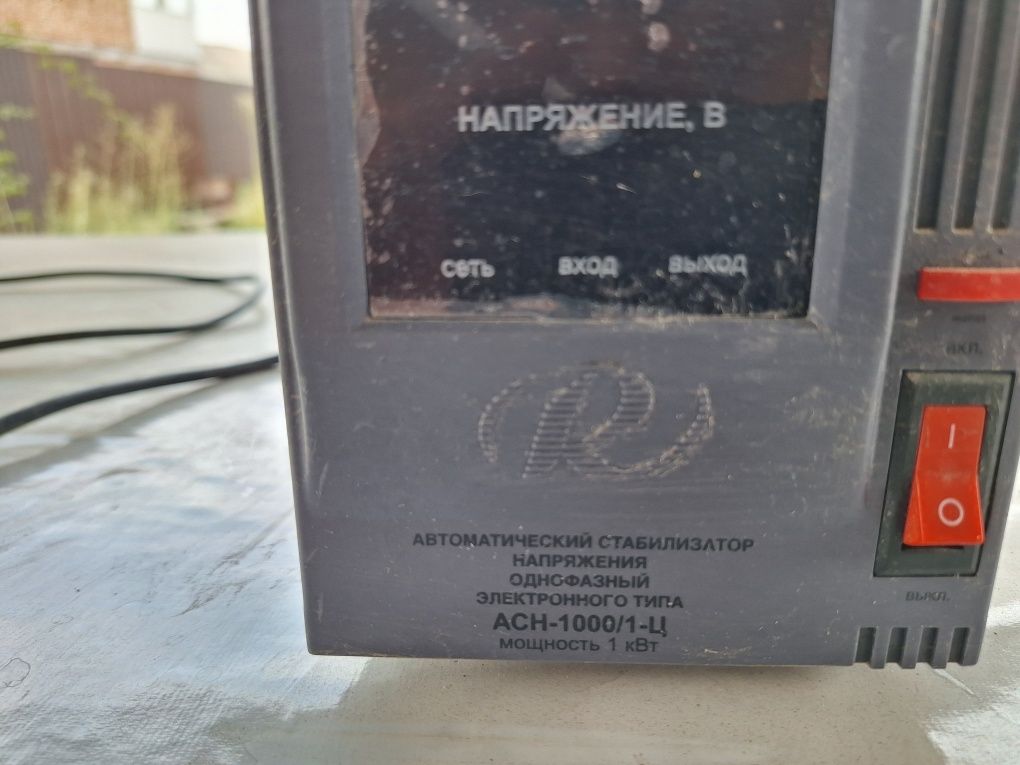 НАПРЯЖЕНИЕ, В
сеть вход выход
ВКЛ.
I
O
ВЫКЛ.
R
АВТОМАТИЧЕСКИЙ СТАБИЛИЗАТОР
НАПРЯЖЕНИЯ
ОДНОФАЗНЫЙ
ЭЛЕКТРОННОГО ТИПА
АСН-1000/1-Ц
мощность 1 кВт